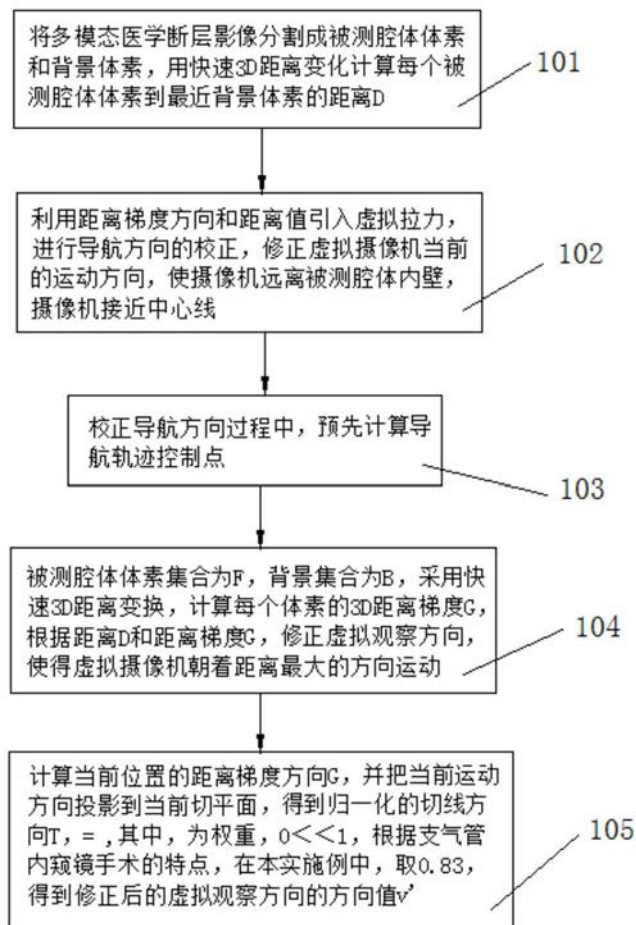 将多模态医学断层影像分割成被测腔体体素
和背景体素，用快速3D距离变化计算每个被
测腔体体素到最近背景体素的距离D
101
利用距离梯度方向和距离值引入虚拟拉力，
进行导航方向的校正，修正虚拟摄像机当前
的运动方向，使摄像机远离被测腔体内壁，
摄像机接近中心线
102
校正导航方向过程中，预先计算导
航轨迹控制点
103
被测腔体体素集合为F，背景集合为B，采用快
速3D距离变换，计算每个体素的3D距离梯度G，
根据距离D和距离梯度G，修正虚拟观察方向，
使得虚拟摄像机朝着距离最大的方向运动
104
计算当前位置的距离梯度方向G，并把当前运动
方向投影到当前切平面，得到归一化的切线方
向T，= ,其中，为权重，0<<1，根据支气管
内窥镜手术的特点，在本实施例中，取0.83，
得到修正后的虚拟观察方向的方向值v'
105